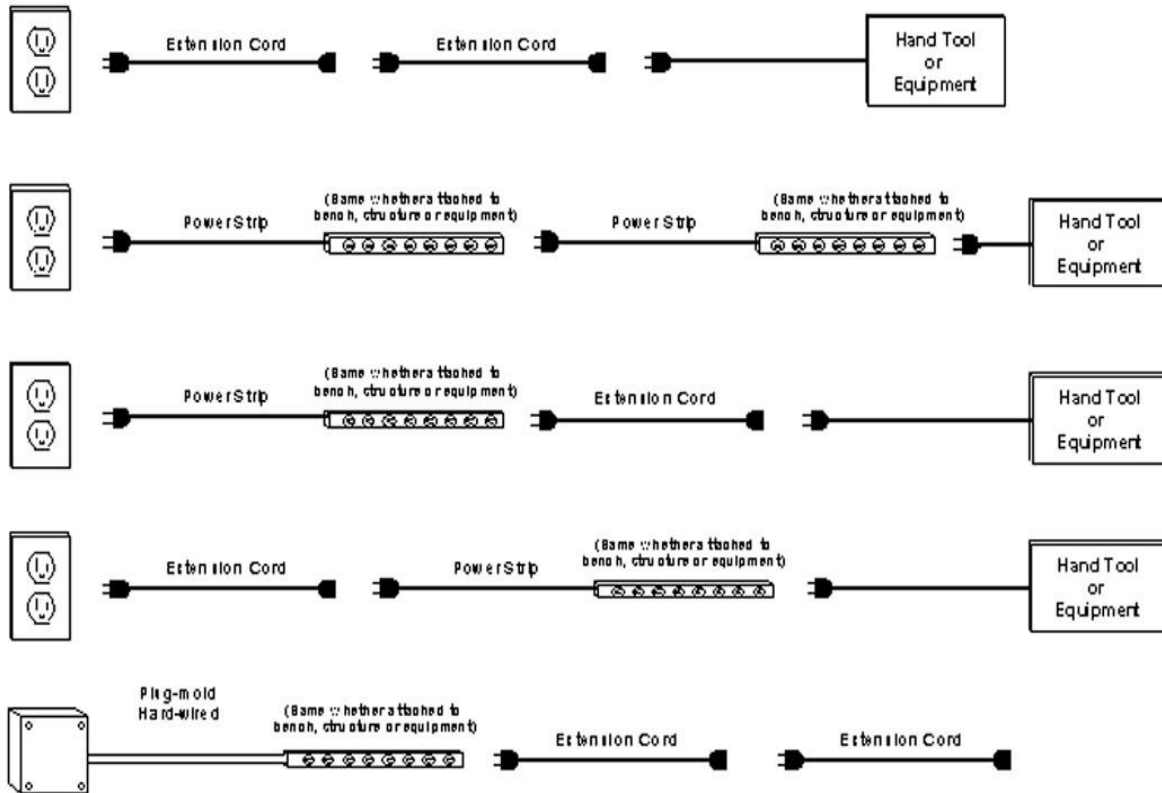 Extension Cord
Extension Cord
Hand Tool
or
Equipment
Power Strip
(Same whether attached to
bench, structure or equipment)
Power Strip
(Same whether attached to
bench, structure or equipment)
Hand Tool
or
Equipment
Power Strip
(Same whether attached to
bench, structure or equipment)
Extension Cord
Hand Tool
or
Equipment
Extension Cord
Power Strip
(Same whether attached to
bench, structure or equipment)
Hand Tool
or
Equipment
Plug-mold
Hard-wired
(Same whether attached to
bench, structure or equipment)
Extension Cord
Extension Cord